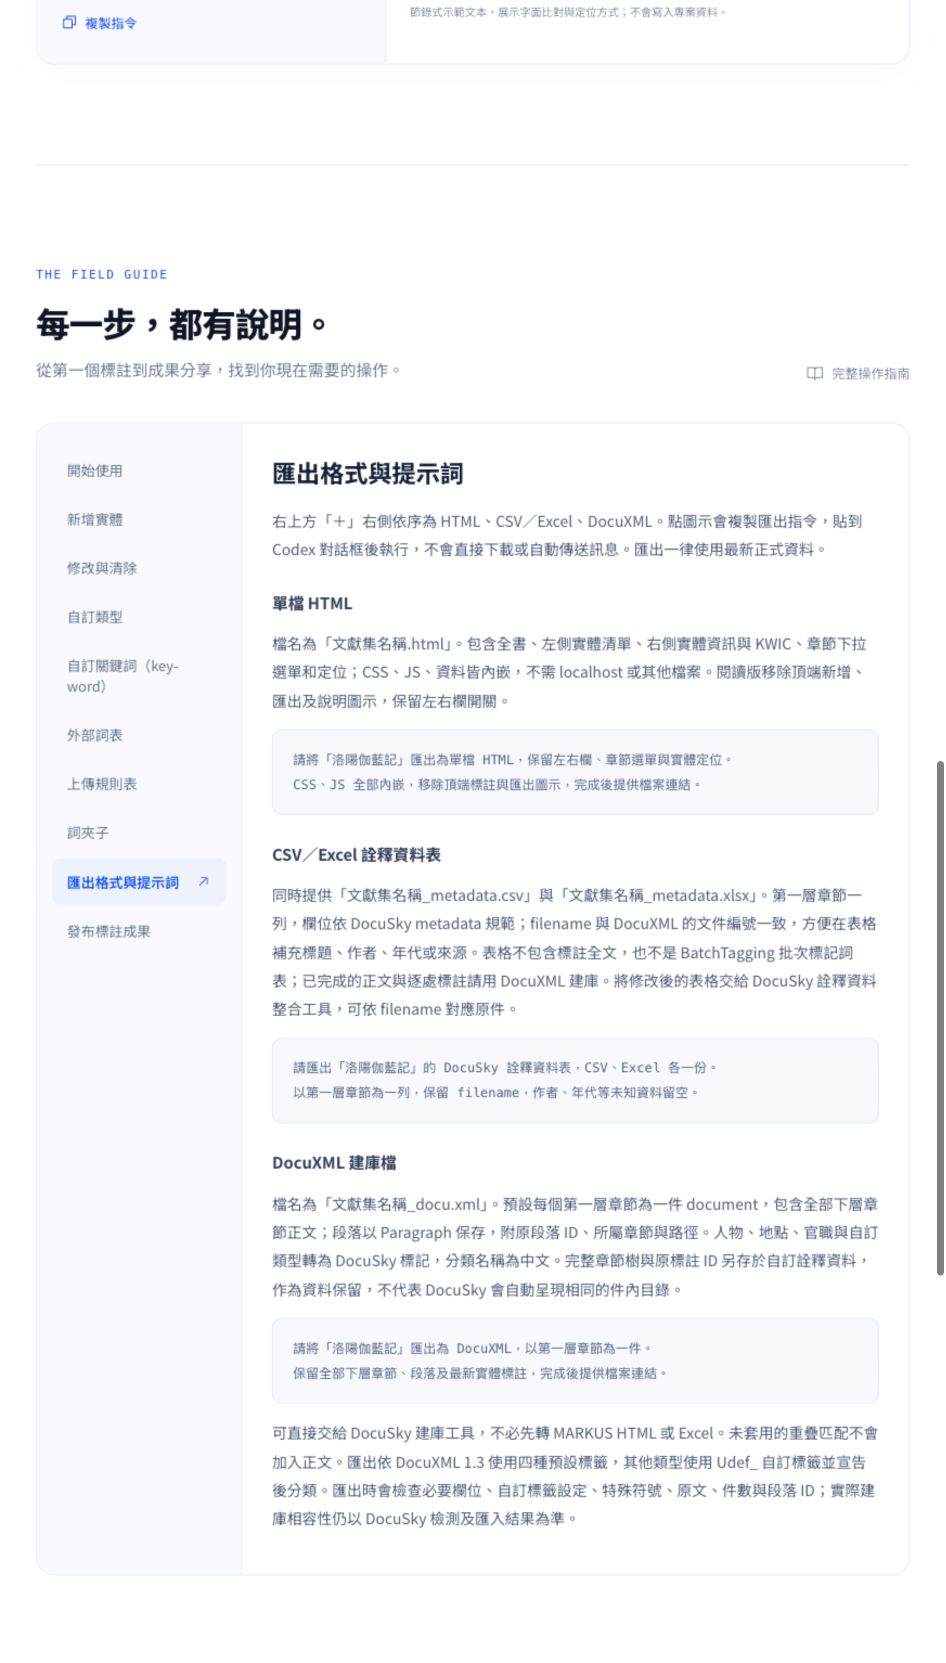 節錄式示範文本，展示字面比對與定位方式；不會寫入專案資料。
複製指令
THE FIELD GUIDE
每一步，都有說明。
從第一個標註到成果分享，找到你現在需要的操作。
完整操作指南
開始使用
新增實體
修改與清除
自訂類型
自訂關鍵詞（key-
word）
外部詞表
上傳規則表
詞夾子
匯出格式與提示詞
發布標註成果
匯出格式與提示詞
右上方「＋」右側依序為 HTML、CSV／Excel、DocuXML。點圖示會複製匯出指令，貼到
Codex 對話框後執行，不會直接下載或自動傳送訊息。匯出一律使用最新正式資料。
單檔 HTML
檔名為「文獻集名稱.html」。包含全書、左側實體清單、右側實體資訊與 KWIC、章節下拉
選單和定位；CSS、JS、資料皆內嵌，不需 localhost 或其他檔案。閱讀版移除頂端新增、
匯出及說明圖示，保留左右欄開關。
請將「洛陽伽藍記」匯出為單檔 HTML，保留左右欄、章節選單與實體定位。
CSS、JS 全部內嵌，移除頂端標註與匯出圖示，完成後提供檔案連結。
CSV／Excel 詮釋資料表
同時提供「文獻集名稱_metadata.csv」與「文獻集名稱_metadata.xlsx」。第一層章節一
列，欄位依 DocuSky metadata 規範；filename 與 DocuXML 的文件編號一致，方便在表格
補充標題、作者、年代或來源。表格不包含標註全文，也不是 BatchTagging 批次標記詞
表；已完成的正文與逐處標註請用 DocuXML 建庫。將修改後的表格交給 DocuSky 詮釋資料
整合工具，可依 filename 對應原件。
請匯出「洛陽伽藍記」的 DocuSky 詮釋資料表，CSV、Excel 各一份。
以第一層章節為一列，保留 filename，作者、年代等未知資料留空。
DocuXML 建庫檔
檔名為「文獻集名稱_docu.xml」。預設每個第一層章節為一件 document，包含全部下層章
節正文；段落以 Paragraph 保存，附原段落 ID、所屬章節與路徑。人物、地點、官職與自訂
類型轉為 DocuSky 標記，分類名稱為中文。完整章節樹與原標註 ID 另存於自訂詮釋資料，
作為資料保留，不代表 DocuSky 會自動呈現相同的件內目錄。
請將「洛陽伽藍記」匯出為 DocuXML，以第一層章節為一件。
保留全部下層章節、段落及最新實體標註，完成後提供檔案連結。
可直接交給 DocuSky 建庫工具，不必先轉 MARKUS HTML 或 Excel。未套用的重疊匹配不會
加入正文。匯出依 DocuXML 1.3 使用四種預設標籤，其他類型使用 Udef_ 自訂標籤並宣告
後分類。匯出時會檢查必要欄位、自訂標籤設定、特殊符號、原文、件數與段落 ID；實際建
庫相容性仍以 DocuSky 檢測及匯入結果為準。